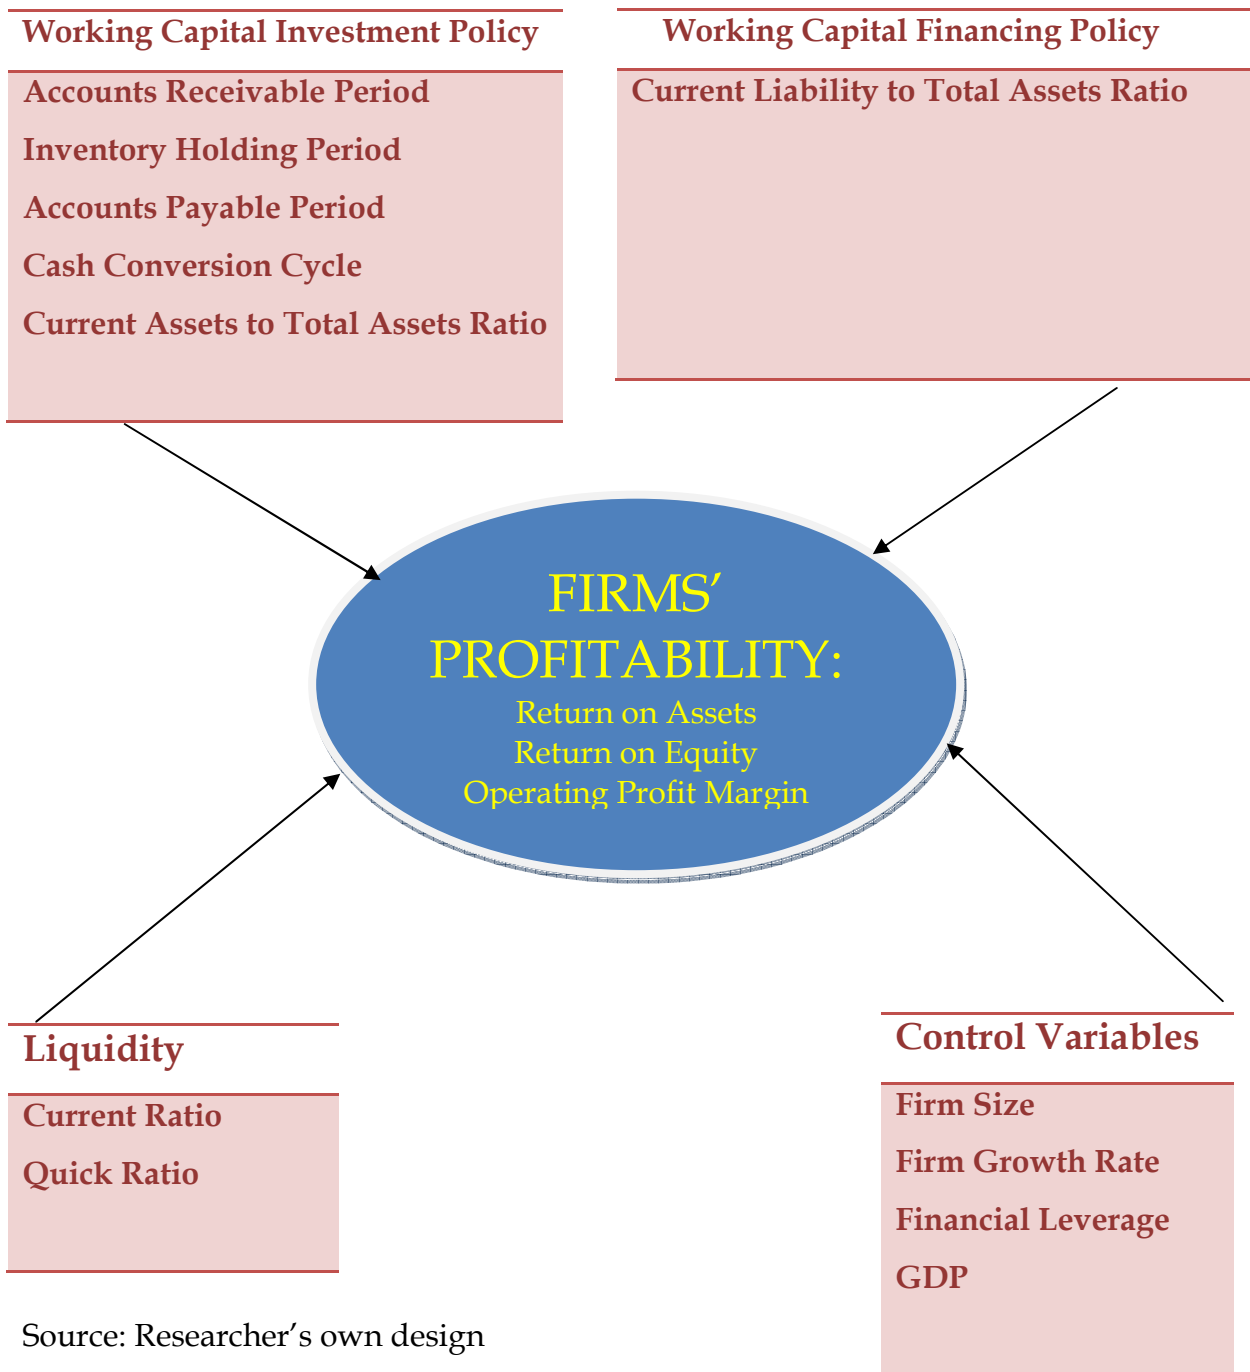 Working Capital Investment Policy
Accounts Receivable Period
Inventory Holding Period
Accounts Payable Period
Cash Conversion Cycle
Current Assets to Total Assets Ratio
Working Capital Financing Policy
Current Liability to Total Assets Ratio
FIRMS’
PROFITABILITY:
Return on Assets
Return on Equity
Operating Profit Margin
Liquidity
Current Ratio
Quick Ratio
Control Variables
Firm Size
Firm Growth Rate
Financial Leverage
GDP
Source: Researcher’s own design